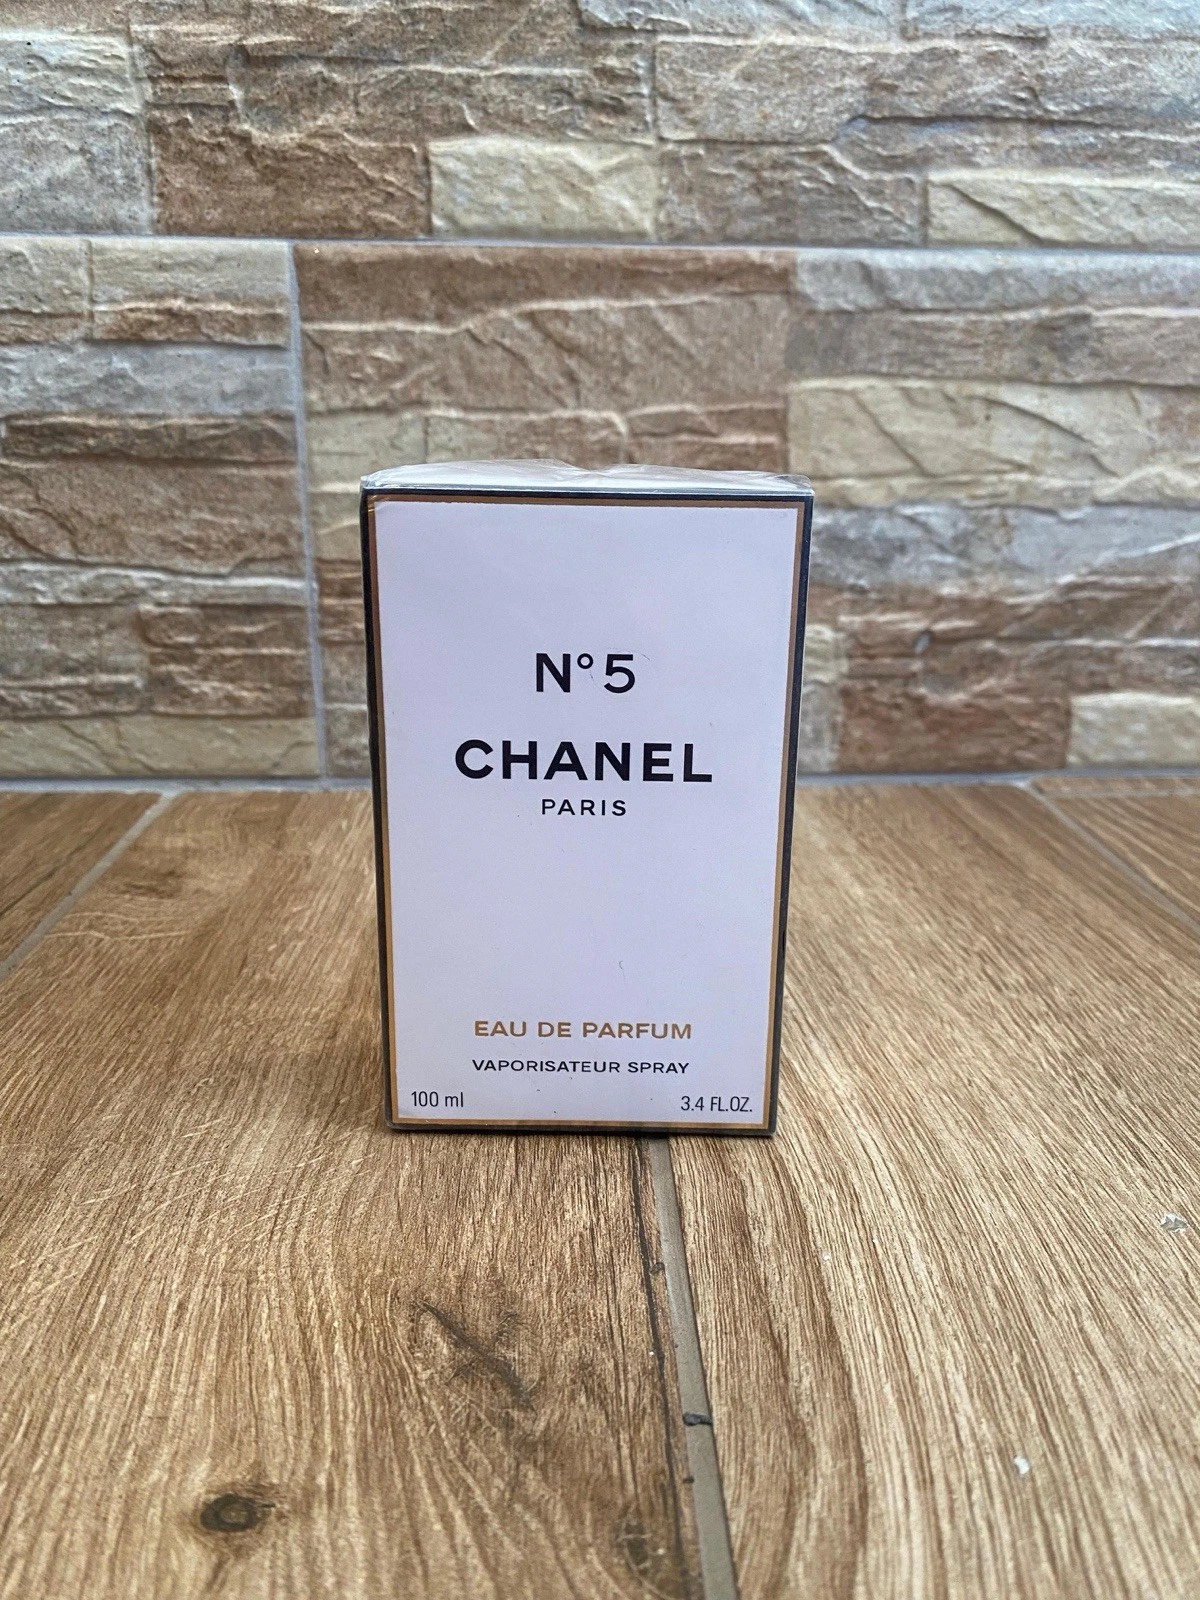 N° 5
CHANEL
PARIS
EAU DE PARFUM
VAPORISATEUR SPRAY
100 ml 3.4 FL.OZ.